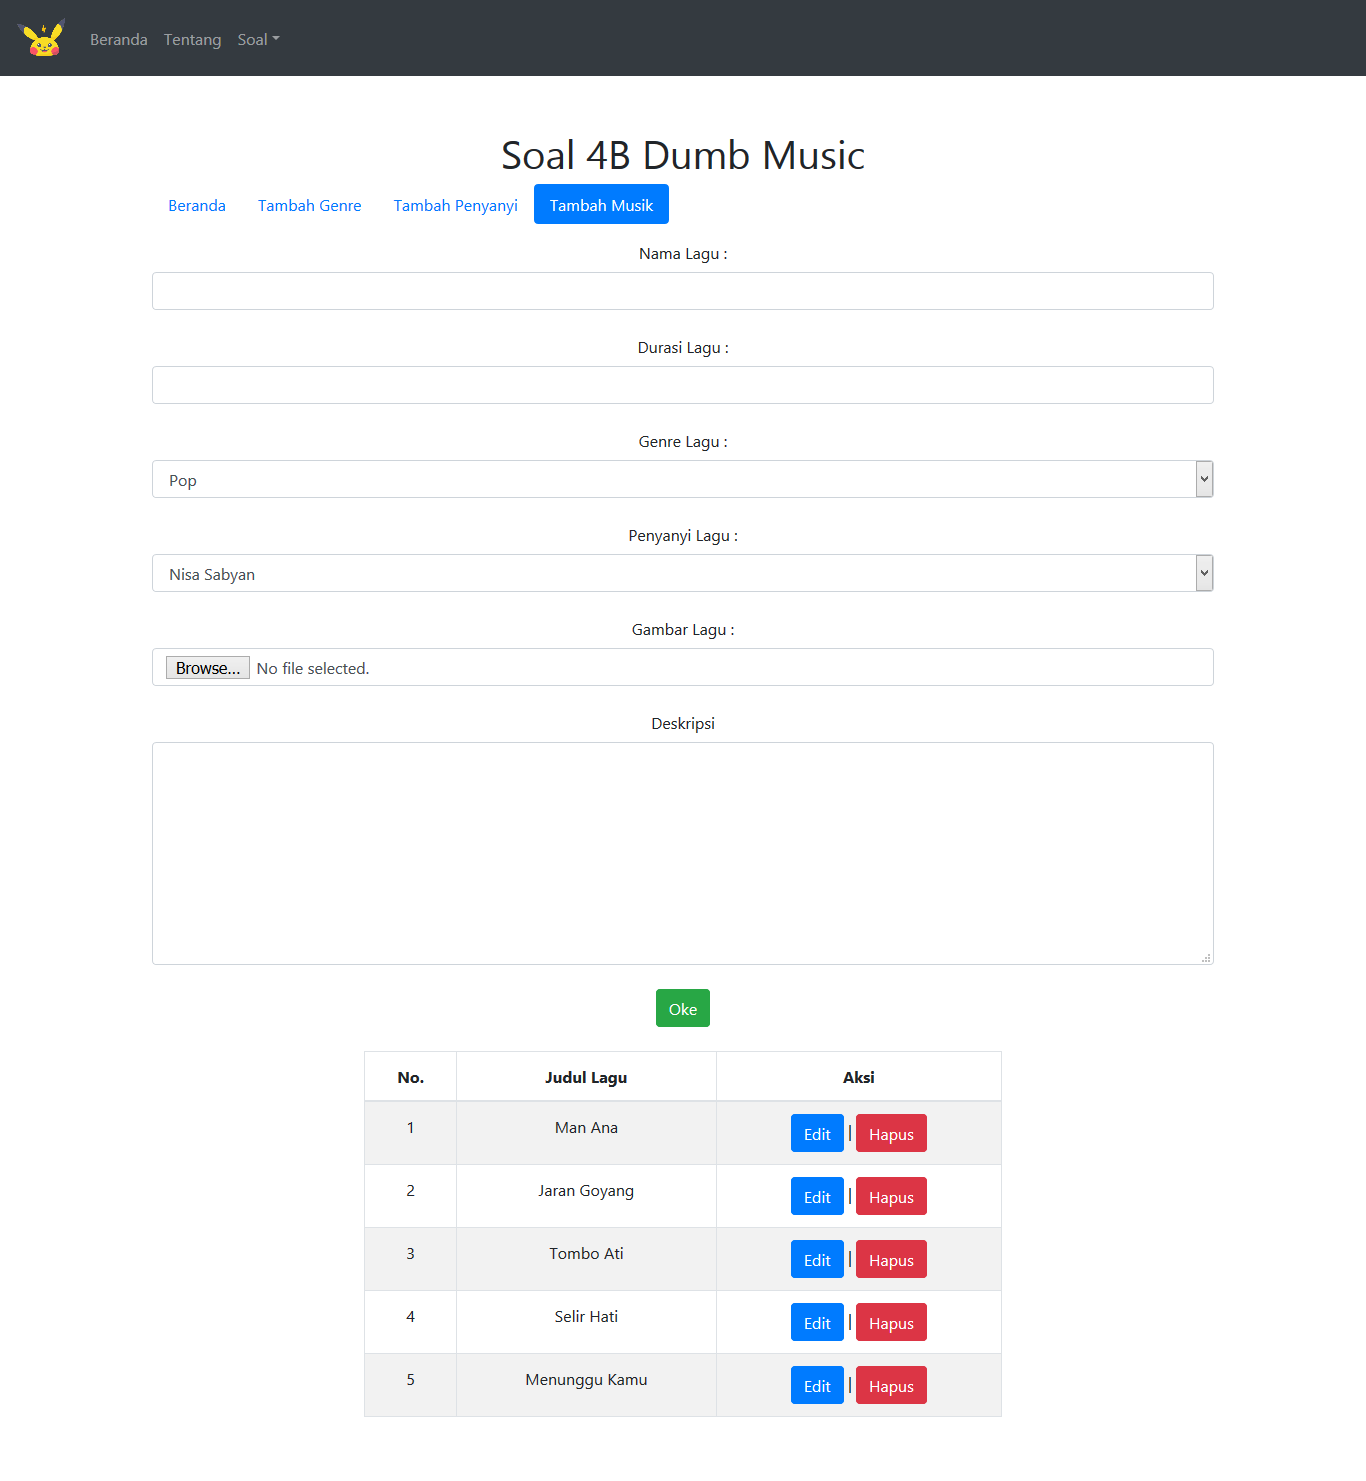 Beranda Tentang Soal
Soal 4B Dumb Music
Beranda Tambah Genre Tambah Penyanyi Tambah Musik
Nama Lagu :
Durasi Lagu :
Genre Lagu :
Pop
Penyanyi Lagu :
Nisa Sabyan
Gambar Lagu :
Browse... No file selected.
Deskripsi
Oke
No. Judul Lagu Aksi
1 Man Ana Edit | Hapus
2 Jaran Goyang Edit | Hapus
3 Tombo Ati Edit | Hapus
4 Selir Hati Edit | Hapus
5 Menunggu Kamu Edit | Hapus